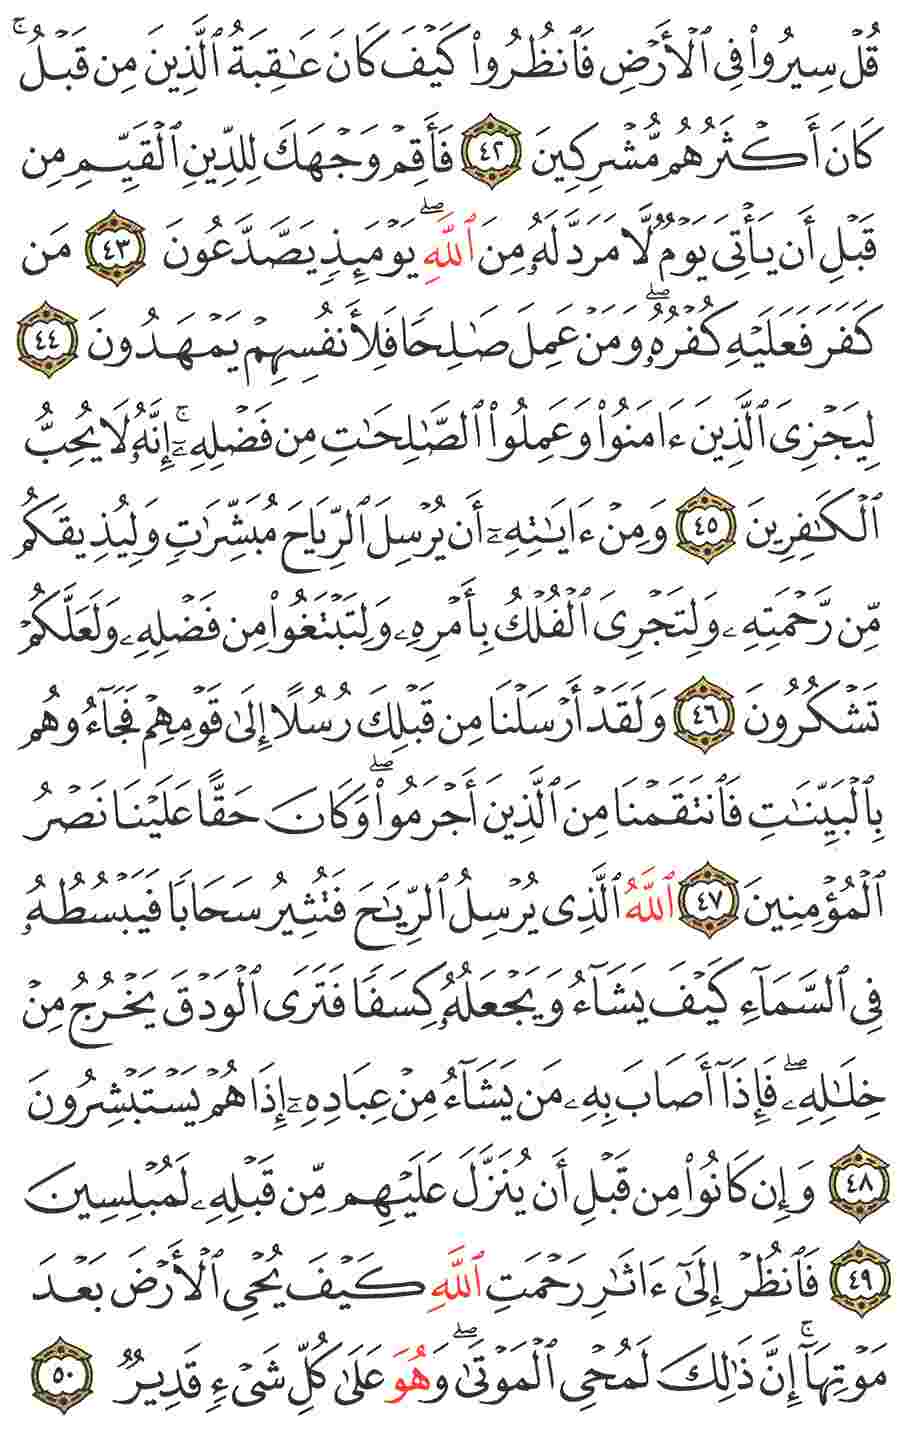 قُلۡ سِيرُواْ فِي ٱلۡأَرۡضِ فَٱنظُرُواْ كَيۡفَ كَانَ عَٰقِبَةُ ٱلَّذِينَ مِن قَبۡلُۚ
كَانَ أَكۡثَرُهُم مُّشۡرِكِينَ ٤٢ فَأَقِمۡ وَجۡهَكَ لِلدِّينِ ٱلۡقَيِّمِ مِن
قَبۡلِ أَن يَأۡتِيَ يَوۡمٞ لَّا مَرَدَّ لَهُۥ مِنَ ٱللَّهِۖ يَوۡمَئِذٖ يَصَّدَّعُونَ ٤٣ مَن
كَفَرَ فَعَلَيۡهِ كُفۡرُهُۥۖ وَمَنۡ عَمِلَ صَٰلِحٗا فَلِأَنفُسِهِمۡ يَمۡهَدُونَ ٤٤
لِيَجۡزِيَ ٱلَّذِينَ ءَامَنُواْ وَعَمِلُواْ ٱلصَّٰلِحَٰتِ مِن فَضۡلِهِۦٓۚ إِنَّهُۥ لَا يُحِبُّ
ٱلۡكَٰفِرِينَ ٤٥ وَمِنۡ ءَايَٰتِهِۦٓ أَن يُرۡسِلَ ٱلرِّيَاحَ مُبَشِّرَٰتٖ وَلِيُذِيقَكُم
مِّن رَّحۡمَتِهِۦ وَلِتَجۡرِيَ ٱلۡفُلۡكُ بِأَمۡرِهِۦ وَلِتَبۡتَغُواْ مِن فَضۡلِهِۦ وَلَعَلَّكُمۡ
تَشۡكُرُونَ ٤٦ وَلَقَدۡ أَرۡسَلۡنَا مِن قَبۡلِكَ رُسُلًا إِلَىٰ قَوۡمِهِمۡ فَجَآءُوهُم
بِٱلۡبَيِّنَٰتِ فَٱنتَقَمۡنَا مِنَ ٱلَّذِينَ أَجۡرَمُواْۖ وَكَانَ حَقًّا عَلَيۡنَا نَصۡرُ
ٱلۡمُؤۡمِنِينَ ٤٧ ٱللَّهُ ٱلَّذِي يُرۡسِلُ ٱلرِّيَٰحَ فَتُثِيرُ سَحَابٗا فَيَبۡسُطُهُۥ
فِي ٱلسَّمَآءِ كَيۡفَ يَشَآءُ وَيَجۡعَلُهُۥ كِسَفٗا فَتَرَى ٱلۡوَدۡقَ يَخۡرُجُ مِنۡ
خِلَٰلِهِۦۖ فَإِذَآ أَصَابَ بِهِۦ مَن يَشَآءُ مِنۡ عِبَادِهِۦٓ إِذَا هُمۡ يَسۡتَبۡشِرُونَ
٤٨ وَإِن كَانُواْ مِن قَبۡلِ أَن يُنَزَّلَ عَلَيۡهِم مِّن قَبۡلِهِۦ لَمُبۡلِسِينَ
٤٩ فَٱنظُرۡ إِلَىٰٓ ءَاثَٰرِ رَحۡمَتِ ٱللَّهِ كَيۡفَ يُحۡيِ ٱلۡأَرۡضَ بَعۡدَ
مَوۡتِهَآۚ إِنَّ ذَٰلِكَ لَمُحۡيِ ٱلۡمَوۡتَىٰۖ وَهُوَ عَلَىٰ كُلِّ شَيۡءٖ قَدِيرٞ ٥٠